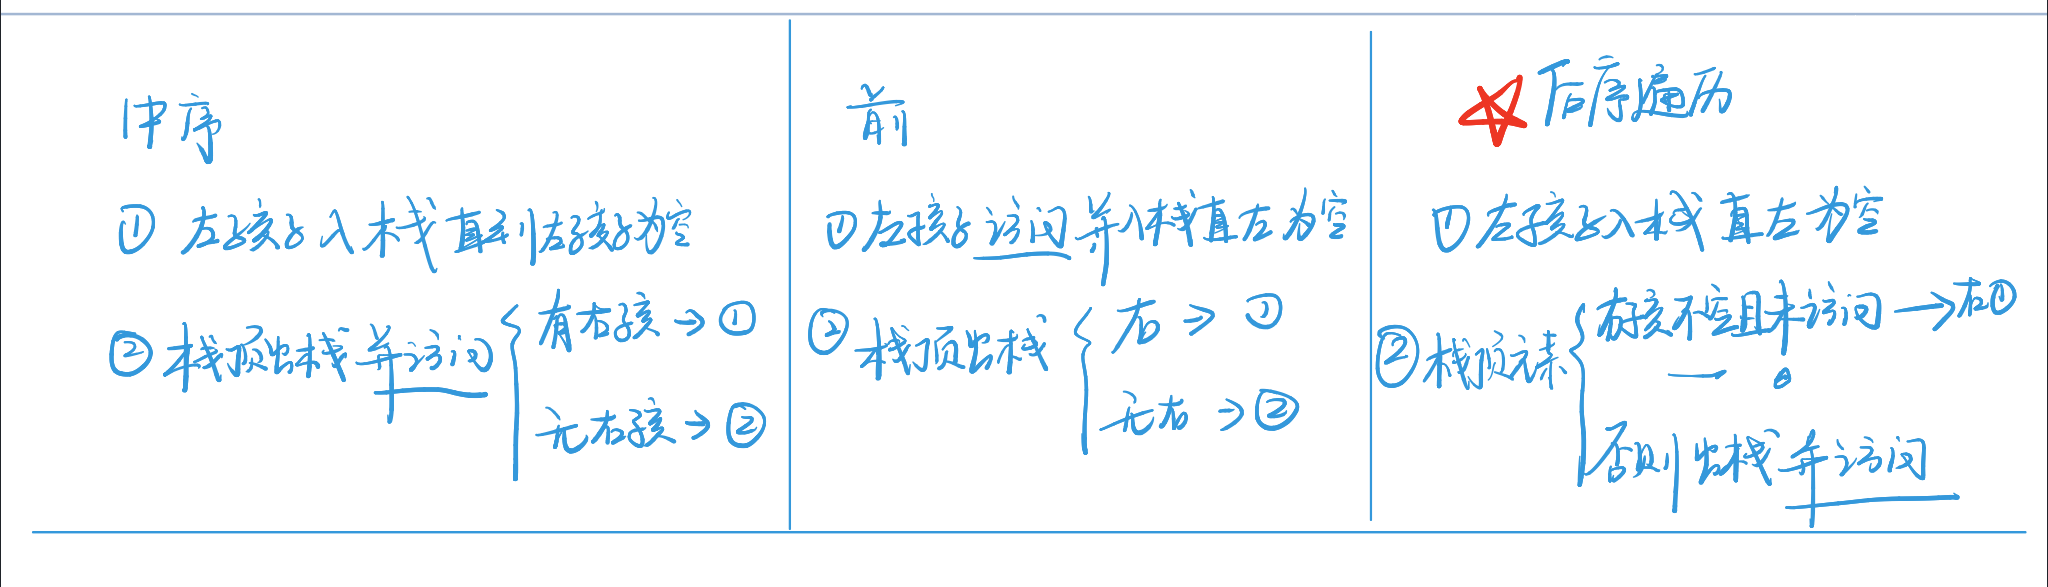 中序
① 左孩子入栈直到左孩子为空
② 栈顶出栈并访问
有右孩 → ①
无右孩 → ②
前
① 左孩子访问并入栈直左为空
② 栈顶出栈
右 → ①
无右 → ②
后序遍历
① 左孩子入栈直左为空
② 栈顶元素
右孩不空且未访问 → 右①
否则出栈并访问